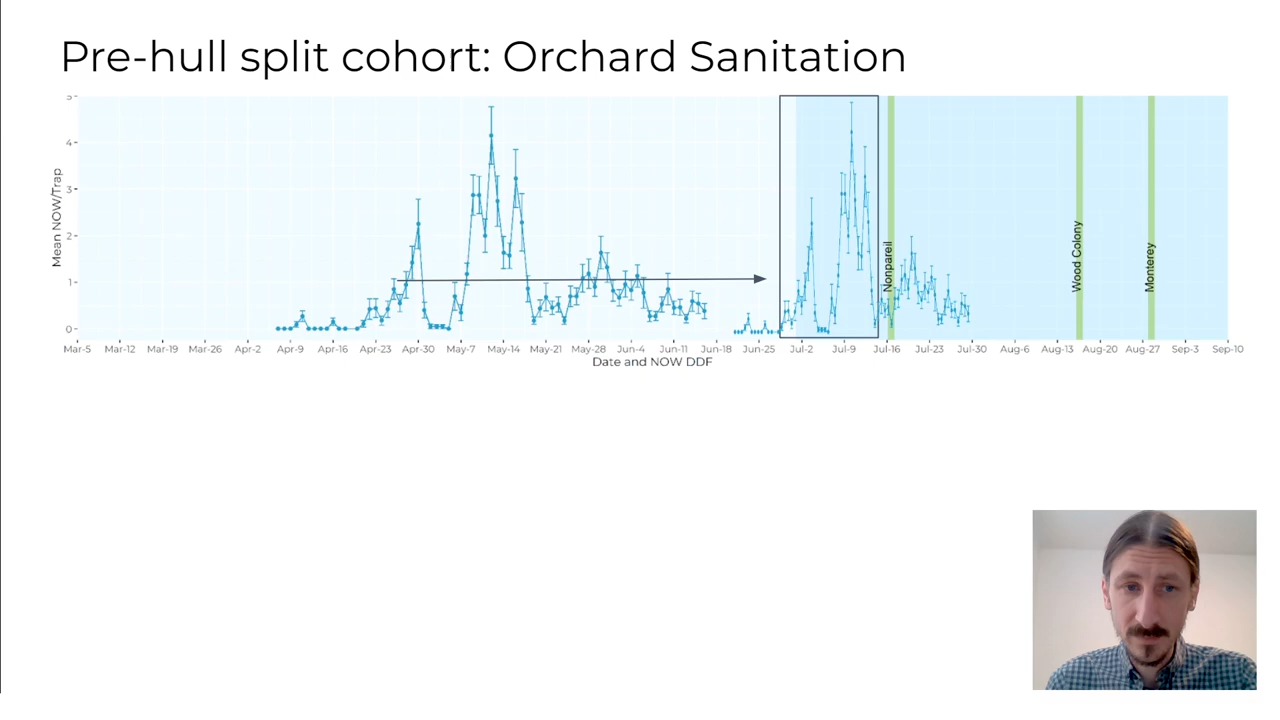 Pre-hull split cohort: Orchard Sanitation
5
4
3
2
1
0
Mean NOW/Trap
Nonpareil
Wood Colony
Monterey
Mar-5 Mar-12 Mar-19 Mar-26 Apr-2 Apr-9 Apr-16 Apr-23 Apr-30 May-7 May-14 May-21 May-28 Jun-4 Jun-11 Jun-18 Jun-25 Jul-2 Jul-9 Jul-16 Jul-23 Jul-30 Aug-6 Aug-13 Aug-20 Aug-27 Sep-3 Sep-10
Date and NOW DDF